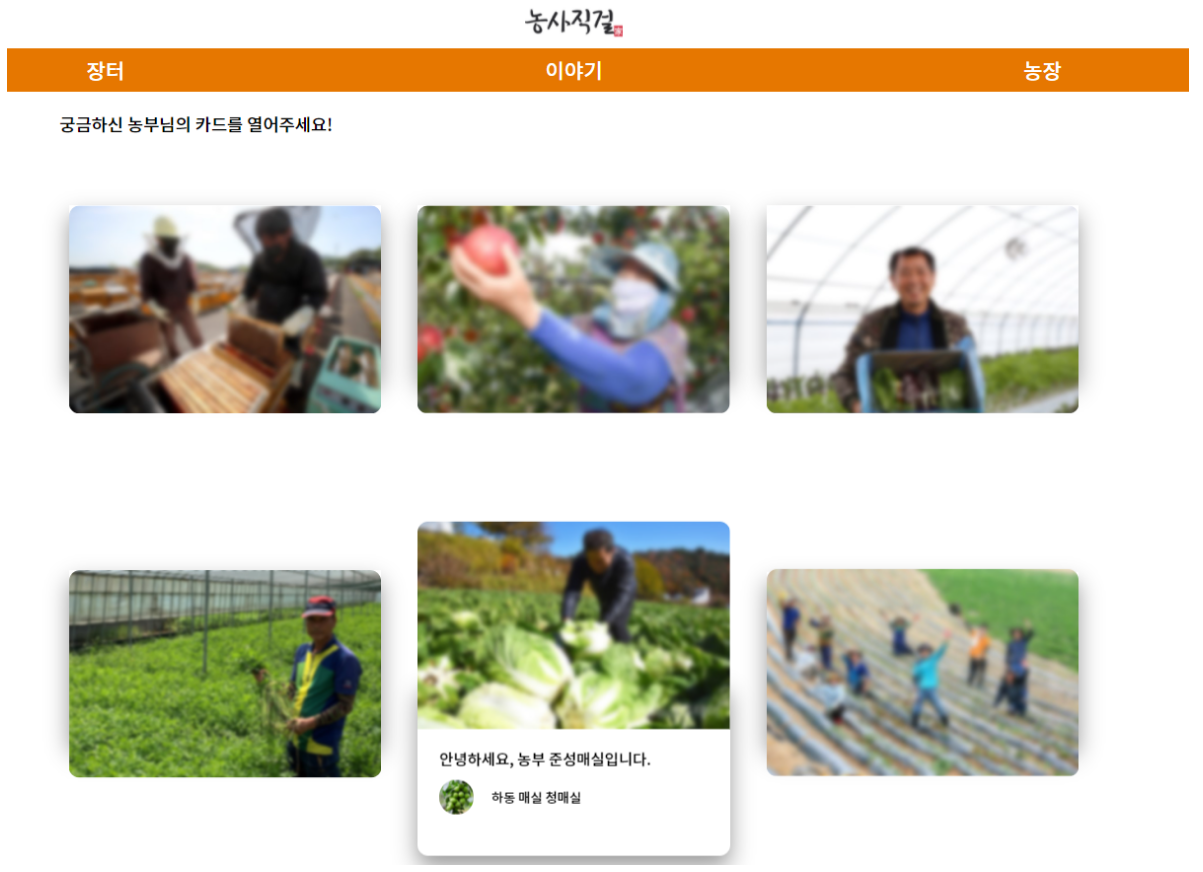 농사직걸
장터 이야기 농장
궁금하신 농부님의 카드를 열어주세요!
안녕하세요, 농부 준성매실입니다.
하동 매실 청매실